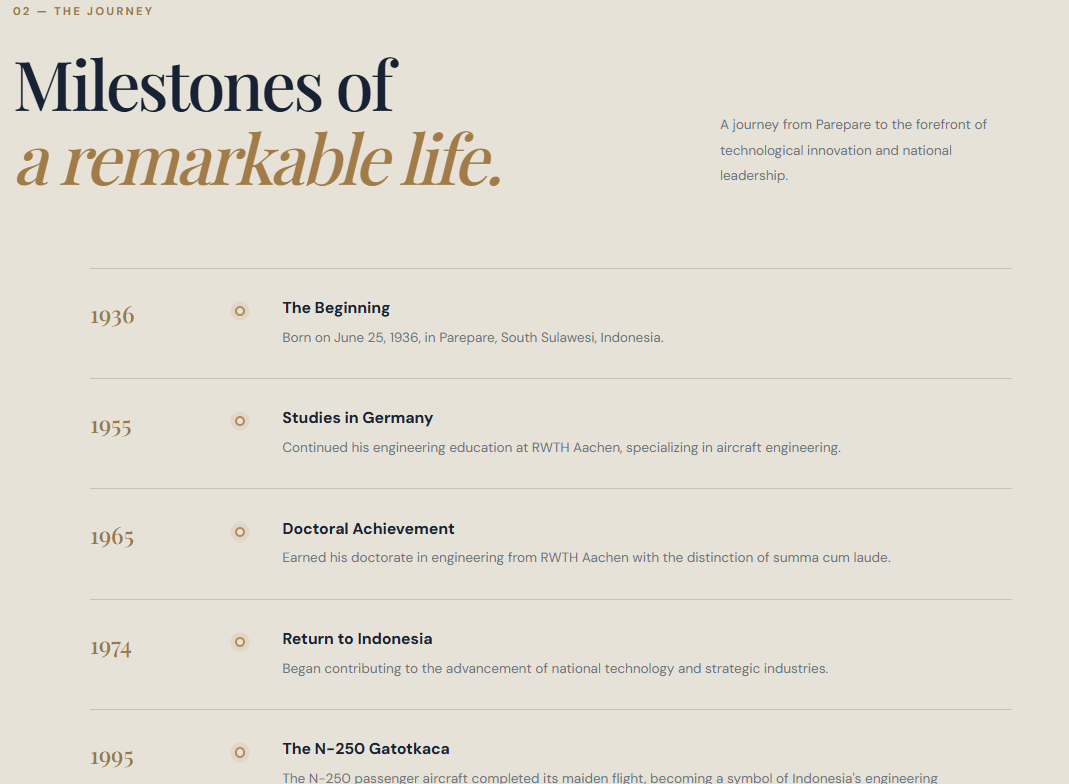 02 — THE JOURNEY
Milestones of
a remarkable life.
A journey from Parepare to the forefront of
technological innovation and national
leadership.
1936
The Beginning
Born on June 25, 1936, in Parepare, South Sulawesi, Indonesia.
1955
Studies in Germany
Continued his engineering education at RWTH Aachen, specializing in aircraft engineering.
1965
Doctoral Achievement
Earned his doctorate in engineering from RWTH Aachen with the distinction of summa cum laude.
1974
Return to Indonesia
Began contributing to the advancement of national technology and strategic industries.
1995
The N-250 Gatotkaca
The N-250 passenger aircraft completed its maiden flight, becoming a symbol of Indonesia's engineering